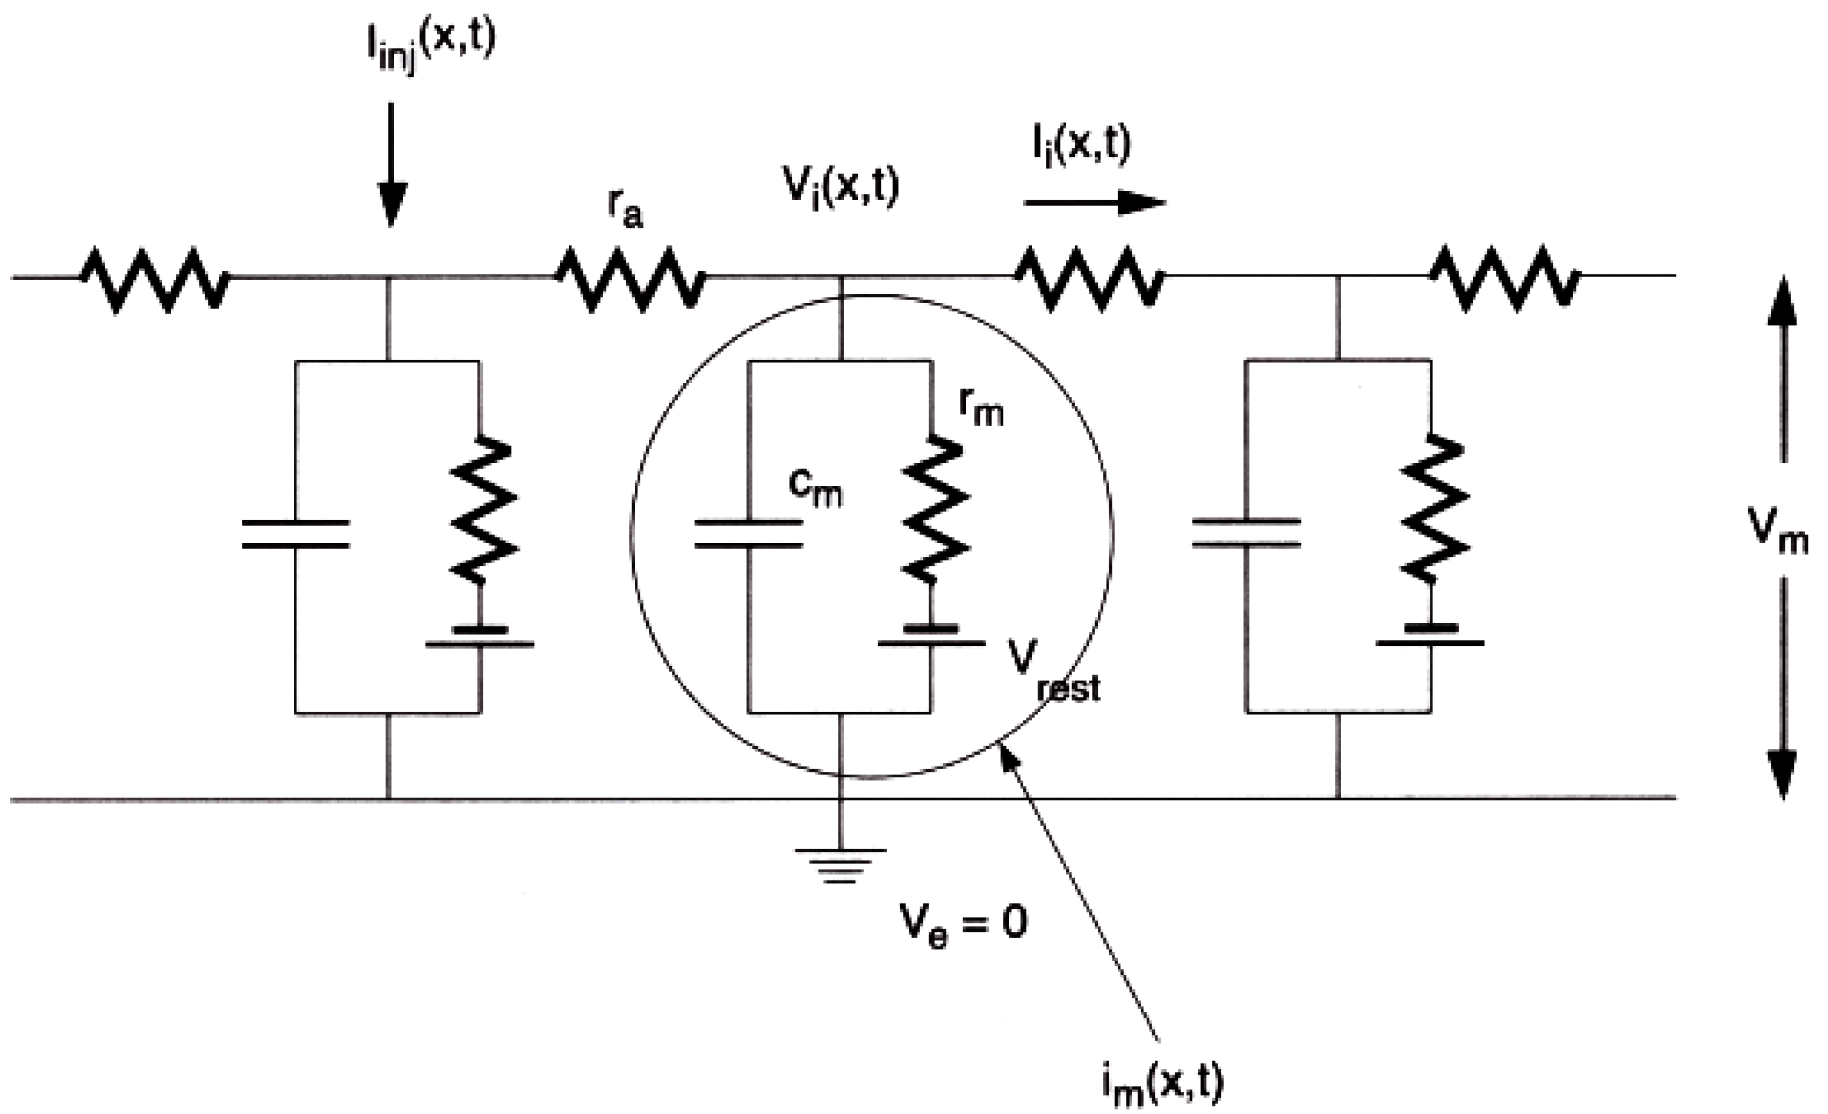 I_inj(x,t)
I_i(x,t)
V_i(x,t)
r_a
r_m
c_m
V_m
V_rest
V_e = 0
i_m(x,t)